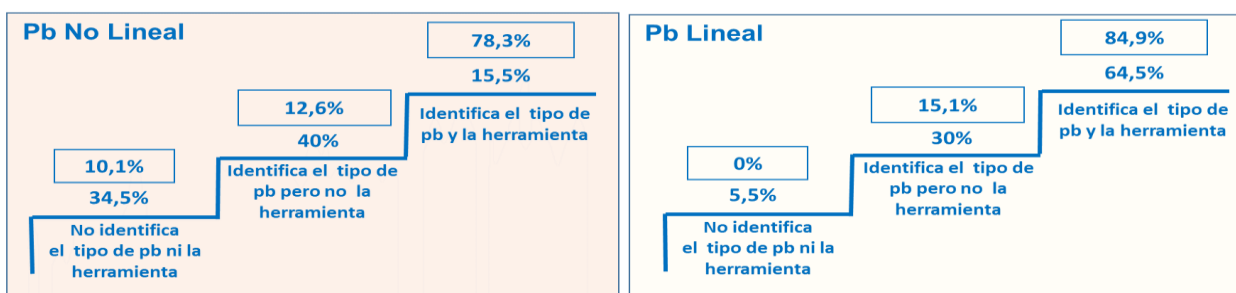 Pb No Lineal
78,3%
15,5%
Identifica el tipo de
pb y la herramienta
12,6%
40%
Identifica el tipo de
pb pero no la
herramienta
10,1%
34,5%
No identifica
el tipo de pb ni la
herramienta
Pb Lineal
84,9%
64,5%
Identifica el tipo de
pb y la herramienta
15,1%
30%
Identifica el tipo de
pb pero no la
herramienta
0%
5,5%
No identifica
el tipo de pb ni la
herramienta